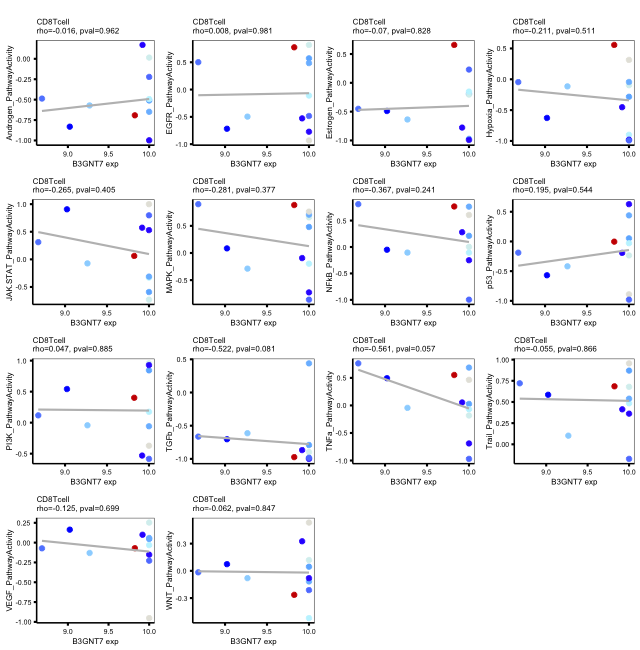 CD8Tcell
rho=-0.016, pval=0.962
Androgen_PathwayActivity
0.00
-0.25
-0.50
-0.75
-1.00
9.0
9.5
10.0
B3GNT7 exp
CD8Tcell
rho=0.008, pval=0.981
EGFR_PathwayActivity
1.0
0.5
0.0
-0.5
-1.0
9.0
9.5
10.0
B3GNT7 exp
CD8Tcell
rho=-0.07, pval=0.828
Estrogen_PathwayActivity
0.5
0.0
-0.5
-1.0
9.0
9.5
10.0
B3GNT7 exp
CD8Tcell
rho=-0.211, pval=0.511
Hypoxia_PathwayActivity
0.5
0.0
-0.5
-1.0
9.0
9.5
10.0
B3GNT7 exp
CD8Tcell
rho=-0.265, pval=0.405
JAK.STAT_PathwayActivity
1.0
0.5
0.0
-0.5
9.0
9.5
10.0
B3GNT7 exp
CD8Tcell
rho=-0.281, pval=0.377
MAPK_PathwayActivity
1.0
0.5
0.0
-0.5
9.0
9.5
10.0
B3GNT7 exp
CD8Tcell
rho=-0.367, pval=0.241
NFkB_PathwayActivity
0.5
0.0
-0.5
-1.0
9.0
9.5
10.0
B3GNT7 exp
CD8Tcell
rho=0.195, pval=0.544
p53_PathwayActivity
0.5
0.0
-0.5
-1.0
9.0
9.5
10.0
B3GNT7 exp
CD8Tcell
rho=0.047, pval=0.885
PI3K_PathwayActivity
1.0
0.5
0.0
-0.5
9.0
9.5
10.0
B3GNT7 exp
CD8Tcell
rho=-0.522, pval=0.081
TGFb_PathwayActivity
0.5
0.0
-0.5
-1.0
9.0
9.5
10.0
B3GNT7 exp
CD8Tcell
rho=-0.561, pval=0.057
TNFa_PathwayActivity
0.5
0.0
-0.5
-1.0
9.0
9.5
10.0
B3GNT7 exp
CD8Tcell
rho=-0.055, pval=0.866
Trail_PathwayActivity
1.00
0.75
0.50
0.25
0.00
9.0
9.5
10.0
B3GNT7 exp
CD8Tcell
rho=-0.125, pval=0.699
VEGF_PathwayActivity
0.25
0.00
-0.25
-0.50
-0.75
-1.00
9.0
9.5
10.0
B3GNT7 exp
CD8Tcell
rho=-0.062, pval=0.847
WNT_PathwayActivity
0.3
0.0
-0.3
9.0
9.5
10.0
B3GNT7 exp